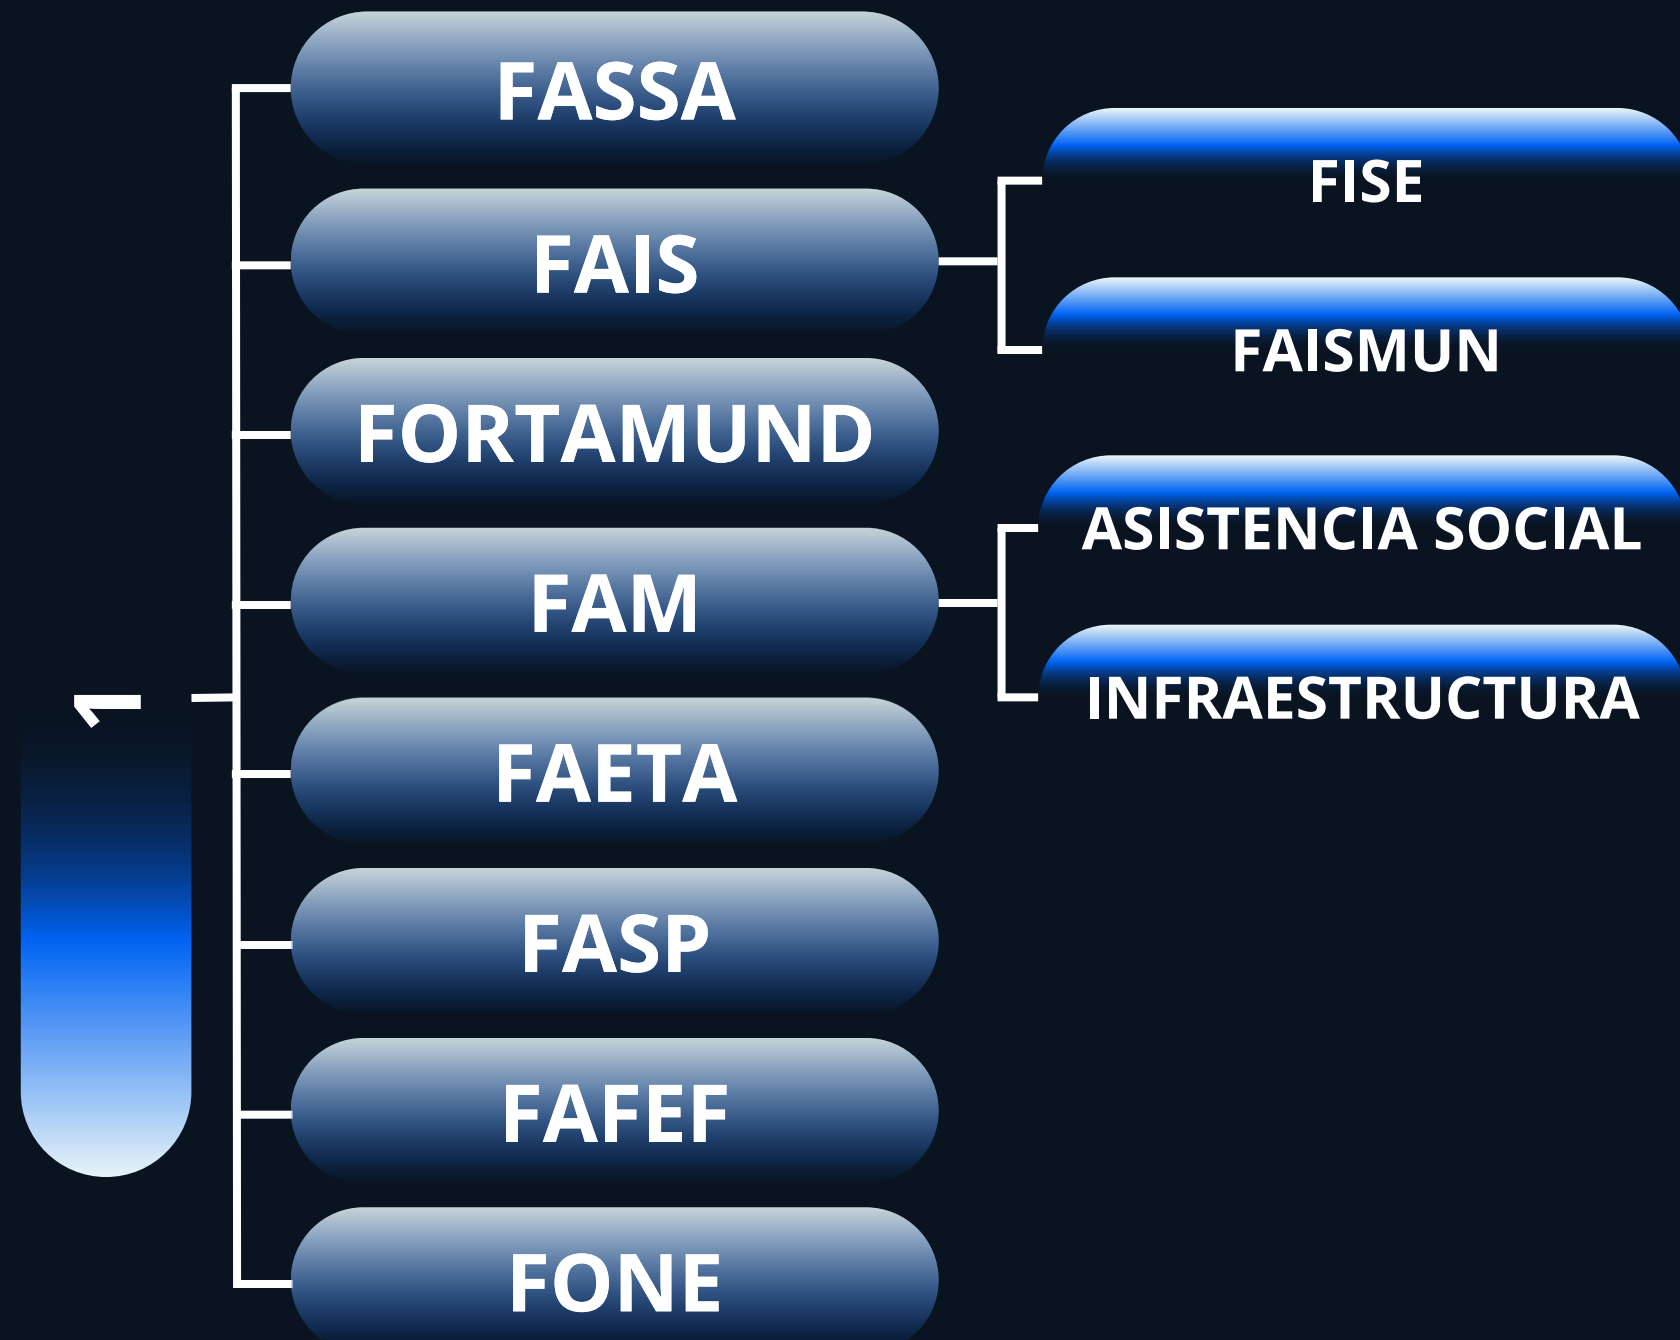 1
FASSA
FAIS
FISE
FAISMUN
FORTAMUND
FAM
ASISTENCIA SOCIAL
INFRAESTRUCTURA
FAETA
FASP
FAFEF
FONE